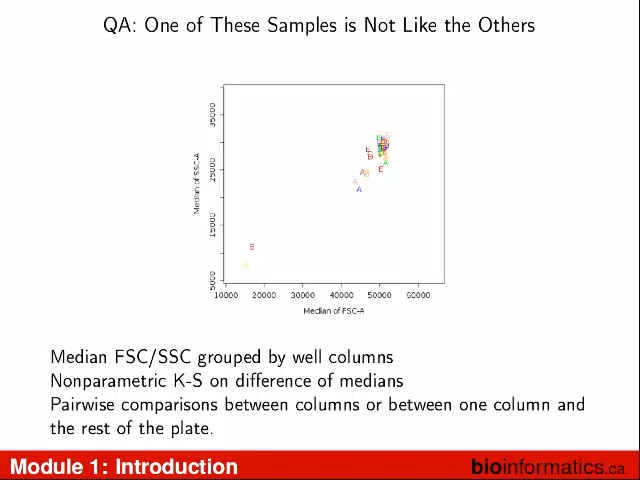 QA: One of These Samples is Not Like the Others
Median of SSC-A
35000
25000
15000
5000
E
B
E
A
A
A
A
B
A
10000 20000 30000 40000 50000 60000
Median of FSC-A
Median FSC/SSC grouped by well columns
Nonparametric K-S on difference of medians
Pairwise comparisons between columns or between one column and
the rest of the plate.
Module 1: Introduction
bioinformatics.ca